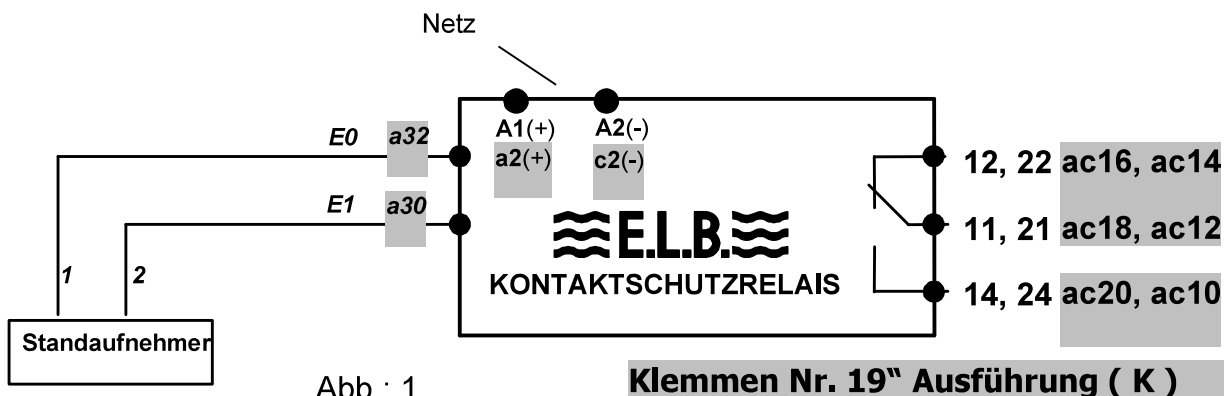 Netz
E0 a32
A1(+) A2(-)
a2(+) c2(-)
12, 22 ac16, ac14
E1 a30
E.L.B.
11, 21 ac18, ac12
KONTAKTSCHUTZRELAIS
1 2
14, 24 ac20, ac10
Standaufnehmer
Abb : 1
Klemmen Nr. 19“ Ausführung ( K )